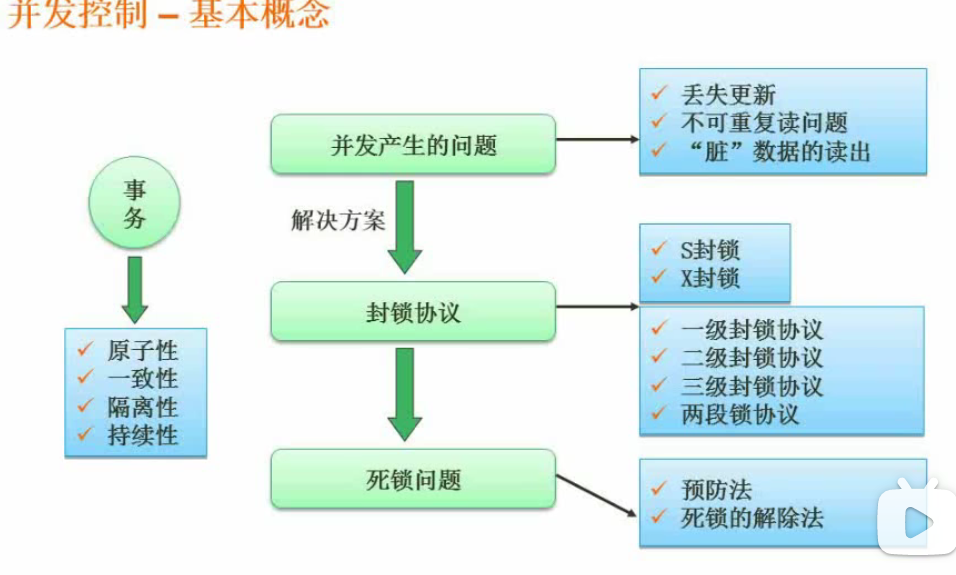 并发控制 – 基本概念
事
务
原子性
一致性
隔离性
持续性
并发产生的问题
丢失更新
不可重复读问题
“脏”数据的读出
解决方案
封锁协议
S封锁
X封锁
一级封锁协议
二级封锁协议
三级封锁协议
两段锁协议
死锁问题
预防法
死锁的解除法